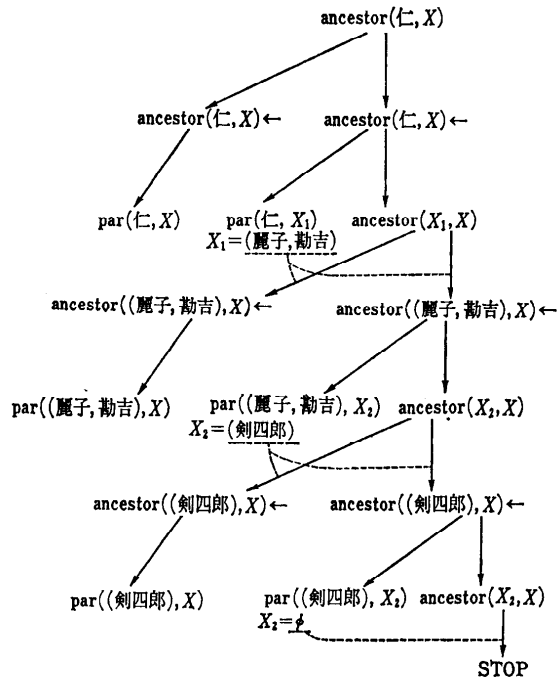 ancestor(仁, X)
ancestor(仁, X)← ancestor(仁, X)←
par(仁, X) par(仁, X₁) ancestor(X₁, X)
X₁=(麗子, 勘吉)
ancestor((麗子, 勘吉), X)← ancestor((麗子, 勘吉), X)←
par((麗子, 勘吉), X) par((麗子, 勘吉), X₂) ancestor(X₂, X)
X₂=(剣四郎)
ancestor((剣四郎), X)← ancestor((剣四郎), X)←
par((剣四郎), X) par((剣四郎), X₂) ancestor(X₂, X)
X₂=ϕ
STOP